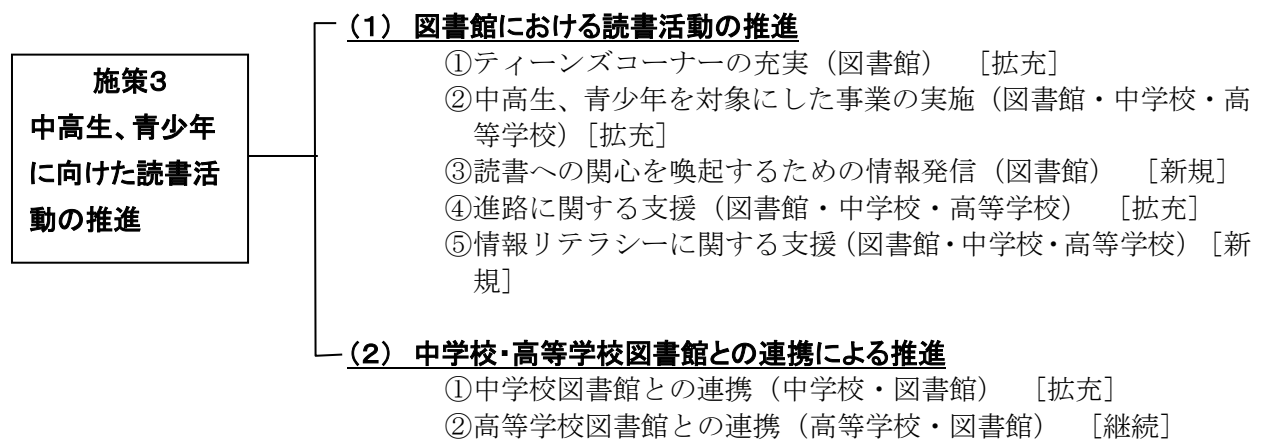 施策3
中高生、青少年
に向けた読書活
動の推進
（1） 図書館における読書活動の推進
①ティーンズコーナーの充実（図書館） ［拡充］
②中高生、青少年を対象にした事業の実施（図書館・中学校・高
等学校）［拡充］
③読書への関心を喚起するための情報発信（図書館） ［新規］
④進路に関する支援（図書館・中学校・高等学校） ［拡充］
⑤情報リテラシーに関する支援（図書館・中学校・高等学校）［新
規］
（2） 中学校・高等学校図書館との連携による推進
①中学校図書館との連携（中学校・図書館） ［拡充］
②高等学校図書館との連携（高等学校・図書館） ［継続］